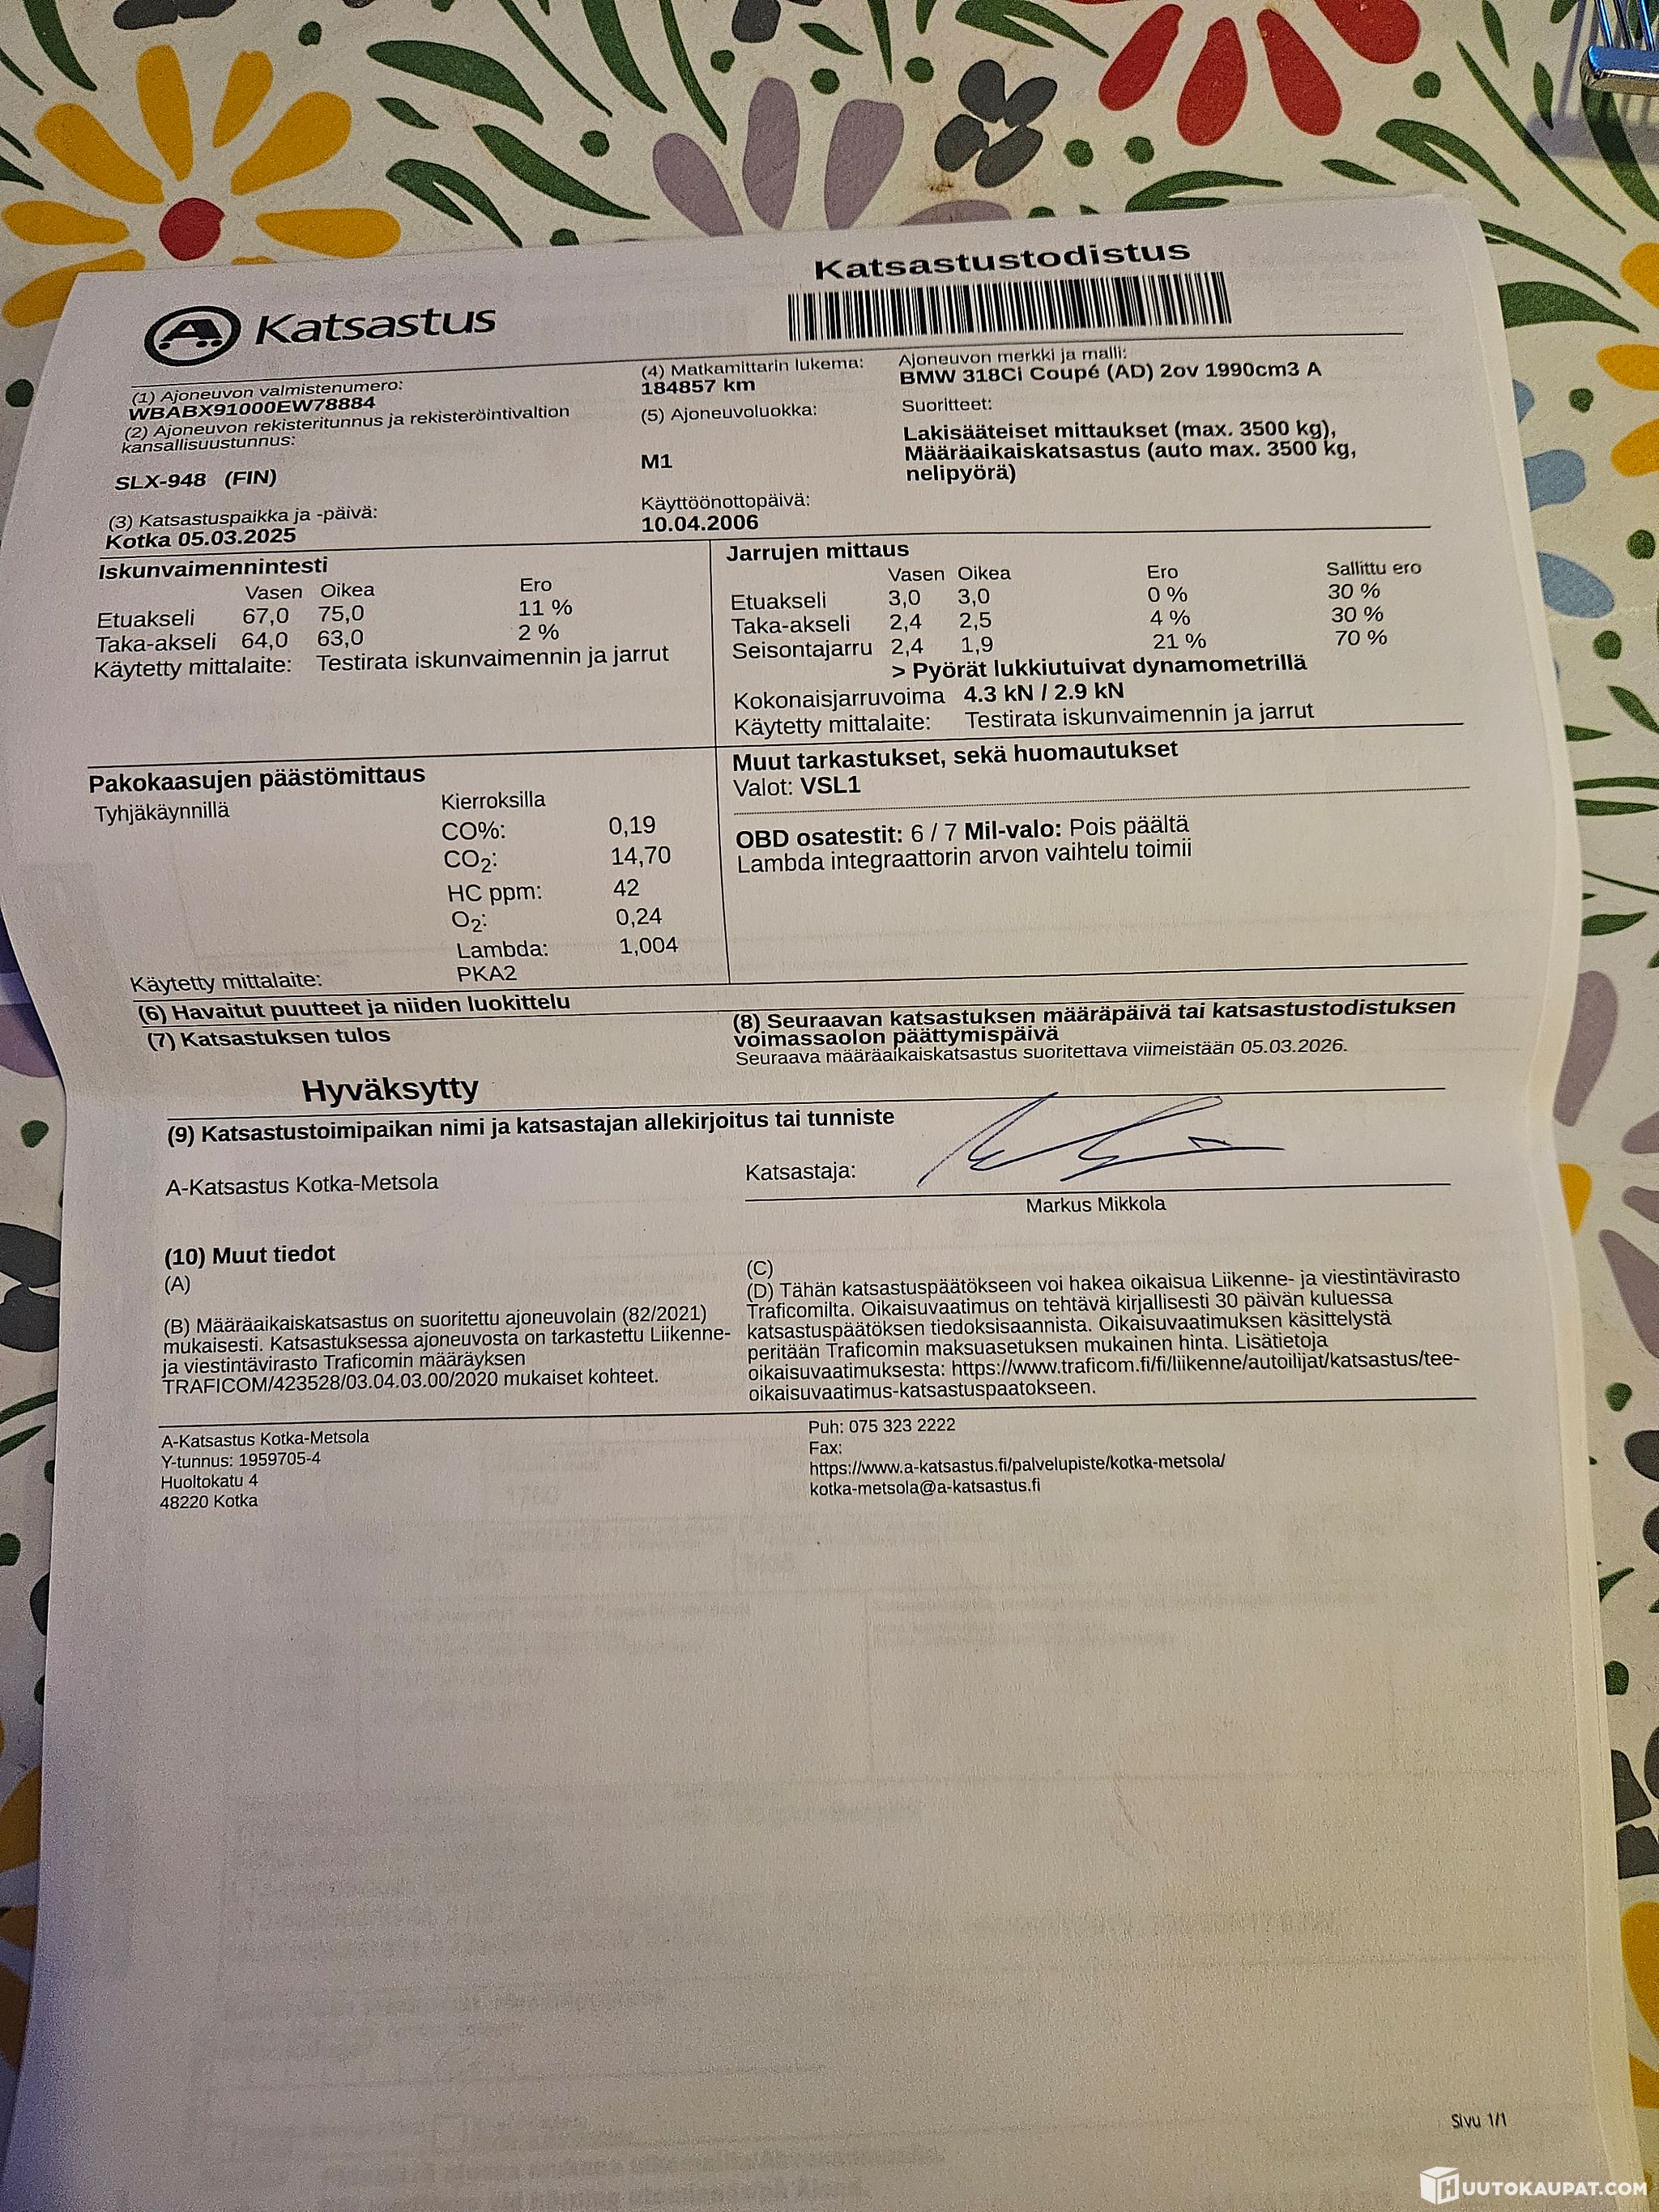 Katsastustodistus
A Katsastus
(1) Ajoneuvon valmistenumero:
WBABX91000EW78884
(2) Ajoneuvon rekisteritunnus ja rekisteröintivaltion
kansallisuustunnus:
SLX-948 (FIN)
(3) Katsastuspaikka ja -päivä:
Kotka 05.03.2025
(4) Matkamittarin lukema:
184857 km
(5) Ajoneuvoluokka:
M1
Käyttöönottopäivä:
10.04.2006
Ajoneuvon merkki ja malli:
BMW 318Ci Coupé (AD) 2ov 1990cm3 A
Suoritteet:
Lakisääteiset mittaukset (max. 3500 kg),
Määräaikaiskatsastus (auto max. 3500 kg,
nelipyörä)
Iskunvaimennintesti
Vasen Oikea Ero
Etuakseli 67,0 75,0 11 %
Taka-akseli 64,0 63,0 2 %
Käytetty mittalaite: Testirata iskunvaimennin ja jarrut
Jarrujen mittaus
Vasen Oikea Ero Sallittu ero
Etuakseli 3,0 3,0 0 % 30 %
Taka-akseli 2,4 2,5 4 % 30 %
Seisontajarru 2,4 1,9 21 % 70 %
> Pyörät lukkiutuivat dynamometrillä
Kokonaisjarruvoima 4.3 kN / 2.9 kN
Käytetty mittalaite: Testirata iskunvaimennin ja jarrut
Pakokaasujen päästömittaus
Tyhjäkäynnillä Kierroksilla
CO%: 0,19
CO2: 14,70
HC ppm: 42
O2: 0,24
Lambda: 1,004
Käytetty mittalaite: PKA2
Muut tarkastukset, sekä huomautukset
Valot: VSL1
OBD osatestit: 6 / 7 Mil-valo: Pois päältä
Lambda integraattorin arvon vaihtelu toimii
(6) Havaitut puutteet ja niiden luokittelu
(7) Katsastuksen tulos
Hyväksytty
(8) Seuraavan katsastuksen määräpäivä tai katsastustodistuksen
voimassaolon päättymispäivä
Seuraava määräaikaiskatsastus suoritettava viimeistään 05.03.2026.
(9) Katsastustoimipaikan nimi ja katsastajan allekirjoitus tai tunniste
A-Katsastus Kotka-Metsola
Katsastaja:
Markus Mikkola
(10) Muut tiedot
(A)
(B) Määräaikaiskatsastus on suoritettu ajoneuvolain (82/2021)
mukaisesti. Katsastuksessa ajoneuvosta on tarkastettu Liikenne-
ja viestintävirasto Traficomin määräyksen
TRAFICOM/423528/03.04.03.00/2020 mukaiset kohteet.
(C)
(D) Tähän katsastuspäätökseen voi hakea oikaisua Liikenne- ja viestintävirasto
Traficomilta. Oikaisuvaatimus on tehtävä kirjallisesti 30 päivän kuluessa
katsastuspäätöksen tiedoksisaannista. Oikaisuvaatimuksen käsittelystä
peritään Traficomin maksuasetuksen mukainen hinta. Lisätietoja
oikaisuvaatimuksesta: https://www.traficom.fi/fi/liikenne/autoilijat/katsastus/tee-
oikaisuvaatimus-katsastuspaatokseen.
A-Katsastus Kotka-Metsola
Y-tunnus: 1959705-4
Huoltokatu 4
48220 Kotka
Puh: 075 323 2222
Fax:
https://www.a-katsastus.fi/palvelupiste/kotka-metsola/
kotka-metsola@a-katsastus.fi
Sivu 1/1
HUUTOKAUPAT.COM